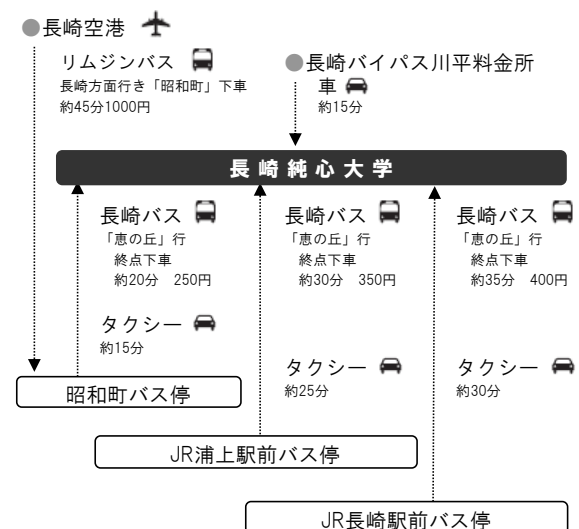 ●長崎空港
リムジンバス
長崎方面行き「昭和町」下車
約45分1000円
●長崎バイパス川平料金所
車
約15分
長崎純心大学
長崎バス
「恵の丘」行
終点下車
約20分 250円
タクシー
約15分
長崎バス
「恵の丘」行
終点下車
約30分 350円
タクシー
約25分
長崎バス
「恵の丘」行
終点下車
約35分 400円
タクシー
約30分
昭和町バス停
JR浦上駅前バス停
JR長崎駅前バス停